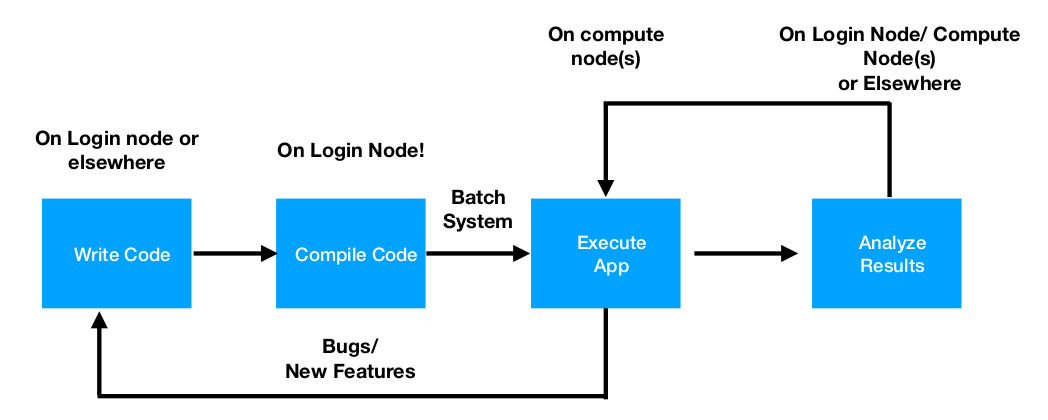 On compute
node(s)
On Login Node/ Compute
Node(s)
or Elsewhere
On Login node or
elsewhere
On Login Node!
Batch
System
Write Code
Compile Code
Execute
App
Analyze
Results
Bugs/
New Features